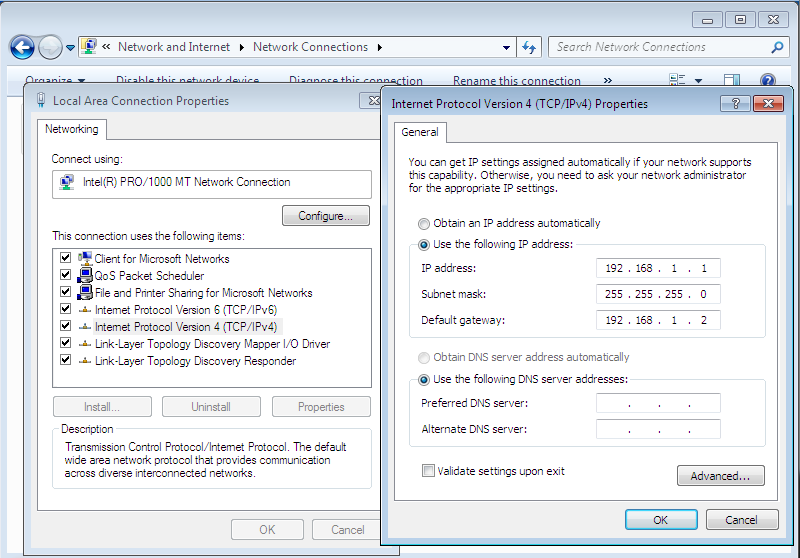 « Network and Internet ▸ Network Connections ▸
Search Network Connections
Organize Disable this network device Diagnose this connection Rename this connection »
Local Area Connection Properties
Networking
Connect using:
Intel(R) PRO/1000 MT Network Connection
Configure...
This connection uses the following items:
Client for Microsoft Networks
QoS Packet Scheduler
File and Printer Sharing for Microsoft Networks
Internet Protocol Version 6 (TCP/IPv6)
Internet Protocol Version 4 (TCP/IPv4)
Link-Layer Topology Discovery Mapper I/O Driver
Link-Layer Topology Discovery Responder
Install... Uninstall Properties
Description
Transmission Control Protocol/Internet Protocol. The default
wide area network protocol that provides communication
across diverse interconnected networks.
OK Cancel
Internet Protocol Version 4 (TCP/IPv4) Properties
General
You can get IP settings assigned automatically if your network supports
this capability. Otherwise, you need to ask your network administrator
for the appropriate IP settings.
Obtain an IP address automatically
Use the following IP address:
IP address: 192 . 168 . 1 . 1
Subnet mask: 255 . 255 . 255 . 0
Default gateway: 192 . 168 . 1 . 2
Obtain DNS server address automatically
Use the following DNS server addresses:
Preferred DNS server: . . .
Alternate DNS server: . . .
Validate settings upon exit
Advanced...
OK Cancel